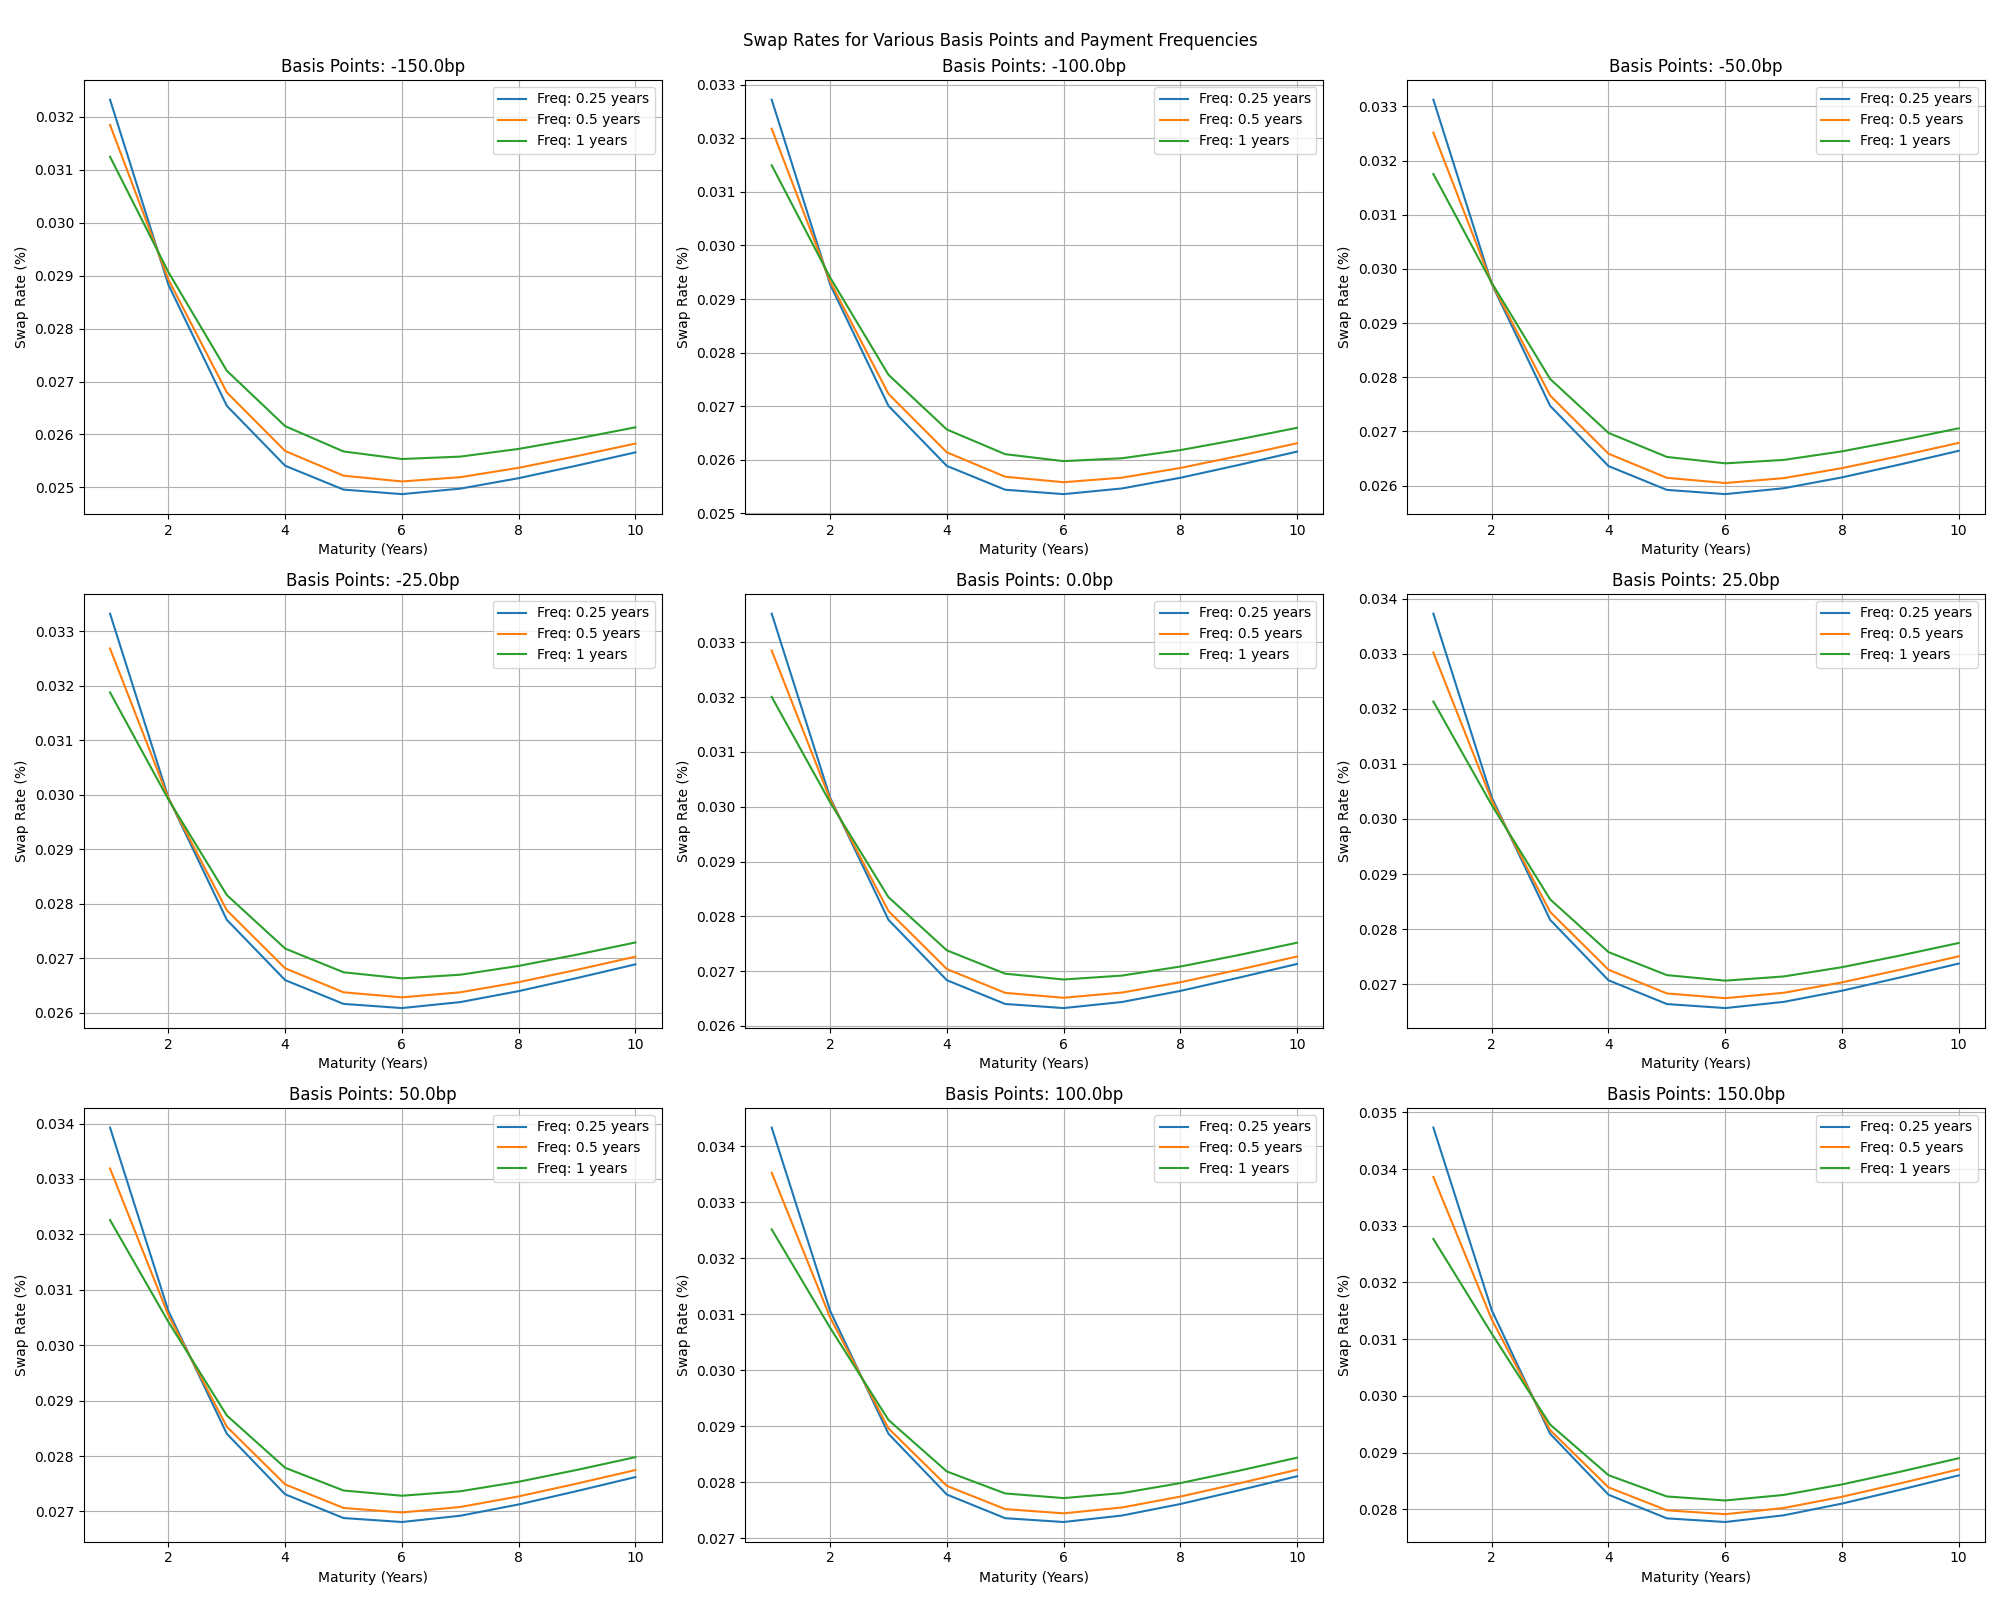 Swap Rates for Various Basis Points and Payment Frequencies
Basis Points: -150.0bp
Freq: 0.25 years
Freq: 0.5 years
Freq: 1 years
0.032
0.031
0.030
0.029
0.028
0.027
0.026
0.025
Swap Rate (%)
2 4 6 8 10
Maturity (Years)
Basis Points: -100.0bp
Freq: 0.25 years
Freq: 0.5 years
Freq: 1 years
0.033
0.032
0.031
0.030
0.029
0.028
0.027
0.026
0.025
Swap Rate (%)
2 4 6 8 10
Maturity (Years)
Basis Points: -50.0bp
Freq: 0.25 years
Freq: 0.5 years
Freq: 1 years
0.033
0.032
0.031
0.030
0.029
0.028
0.027
0.026
Swap Rate (%)
2 4 6 8 10
Maturity (Years)
Basis Points: -25.0bp
Freq: 0.25 years
Freq: 0.5 years
Freq: 1 years
0.033
0.032
0.031
0.030
0.029
0.028
0.027
0.026
Swap Rate (%)
2 4 6 8 10
Maturity (Years)
Basis Points: 0.0bp
Freq: 0.25 years
Freq: 0.5 years
Freq: 1 years
0.033
0.032
0.031
0.030
0.029
0.028
0.027
0.026
Swap Rate (%)
2 4 6 8 10
Maturity (Years)
Basis Points: 25.0bp
Freq: 0.25 years
Freq: 0.5 years
Freq: 1 years
0.034
0.033
0.032
0.031
0.030
0.029
0.028
0.027
Swap Rate (%)
2 4 6 8 10
Maturity (Years)
Basis Points: 50.0bp
Freq: 0.25 years
Freq: 0.5 years
Freq: 1 years
0.034
0.033
0.032
0.031
0.030
0.029
0.028
0.027
Swap Rate (%)
2 4 6 8 10
Maturity (Years)
Basis Points: 100.0bp
Freq: 0.25 years
Freq: 0.5 years
Freq: 1 years
0.034
0.033
0.032
0.031
0.030
0.029
0.028
0.027
Swap Rate (%)
2 4 6 8 10
Maturity (Years)
Basis Points: 150.0bp
Freq: 0.25 years
Freq: 0.5 years
Freq: 1 years
0.035
0.034
0.033
0.032
0.031
0.030
0.029
0.028
Swap Rate (%)
2 4 6 8 10
Maturity (Years)